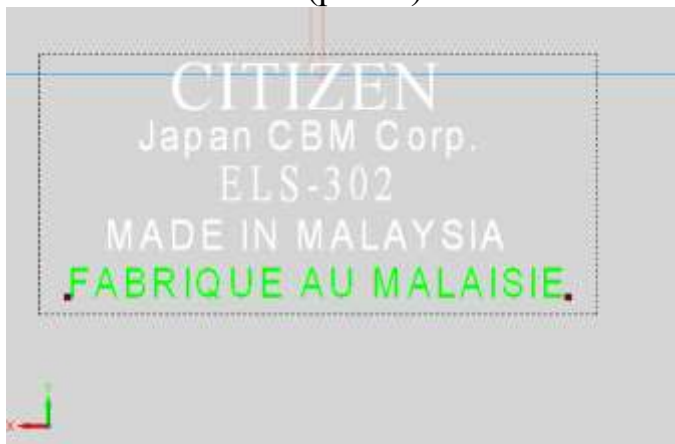 CITIZEN
Japan CBM Corp.
ELS-302
MADE IN MALAYSIA
FABRIQUE AU MALAISIE